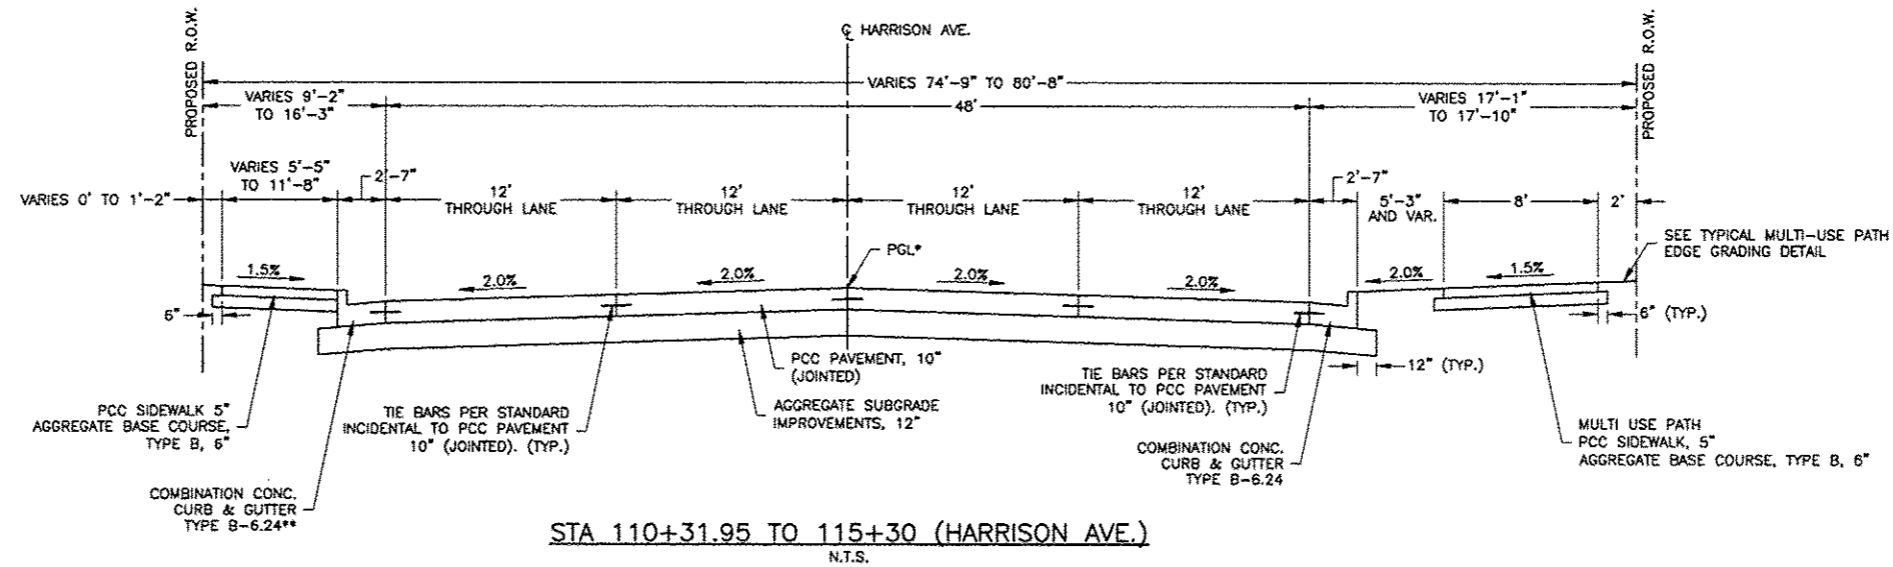 PROPOSED R.O.W.
℄ HARRISON AVE.
PROPOSED R.O.W.
VARIES 74'-9" TO 80'-8"
VARIES 9'-2"
TO 16'-3"
48'
VARIES 17'-1"
TO 17'-10"
VARIES 0' TO 1'-2"
VARIES 5'-5"
TO 11'-8"
2'-7"
12'
THROUGH LANE
12'
THROUGH LANE
12'
THROUGH LANE
12'
THROUGH LANE
2'-7"
5'-3"
AND VAR.
8'
2'
SEE TYPICAL MULTI-USE PATH
EDGE GRADING DETAIL
PGL*
1.5%
2.0%
2.0%
2.0%
2.0%
2.0%
1.5%
6"
6" (TYP.)
12" (TYP.)
PCC SIDEWALK 5"
AGGREGATE BASE COURSE,
TYPE B, 6"
COMBINATION CONC.
CURB & GUTTER
TYPE B-6.24**
TIE BARS PER STANDARD
INCIDENTAL TO PCC PAVEMENT
10" (JOINTED). (TYP.)
PCC PAVEMENT, 10"
(JOINTED)
AGGREGATE SUBGRADE
IMPROVEMENTS, 12"
TIE BARS PER STANDARD
INCIDENTAL TO PCC PAVEMENT
10" (JOINTED). (TYP.)
COMBINATION CONC.
CURB & GUTTER
TYPE B-6.24
MULTI USE PATH
PCC SIDEWALK, 5"
AGGREGATE BASE COURSE, TYPE B, 6"
STA 110+31.95 TO 115+30 (HARRISON AVE.)
N.T.S.